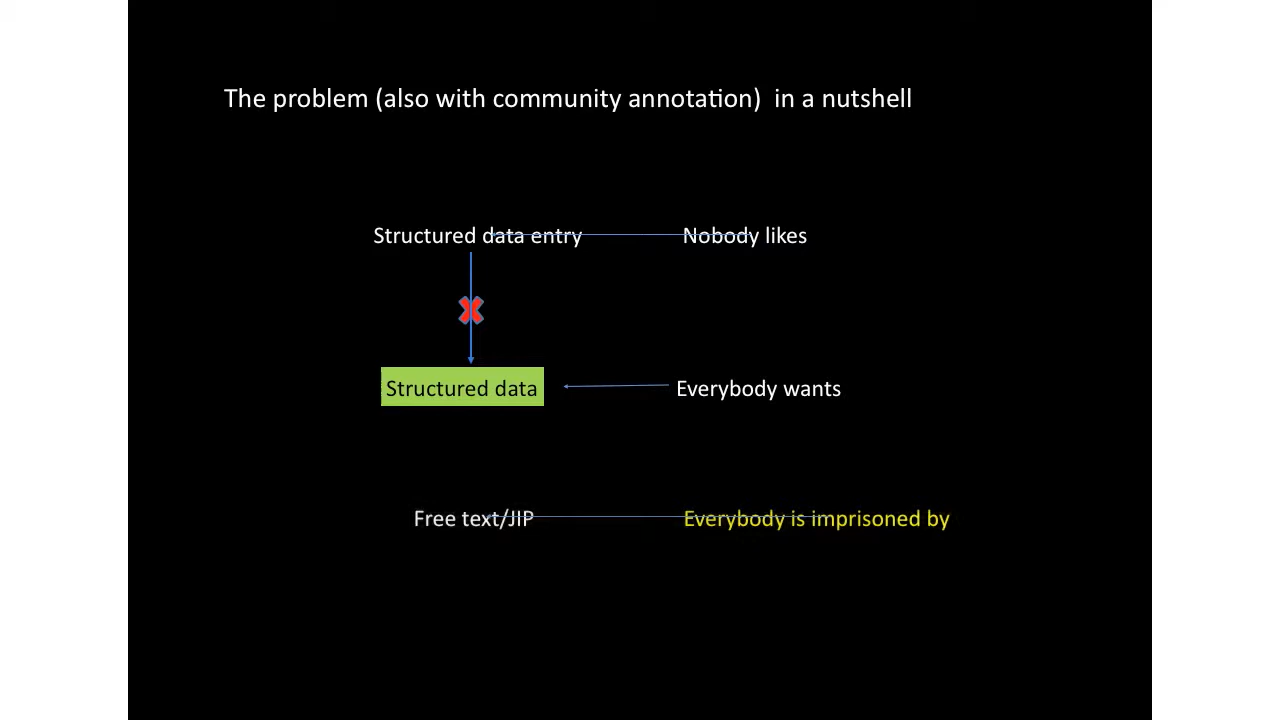 The problem (also with community annotation)  in a nutshell
Structured data entry
Nobody likes
Structured data
Everybody wants
Free text/JIP
Everybody is imprisoned by